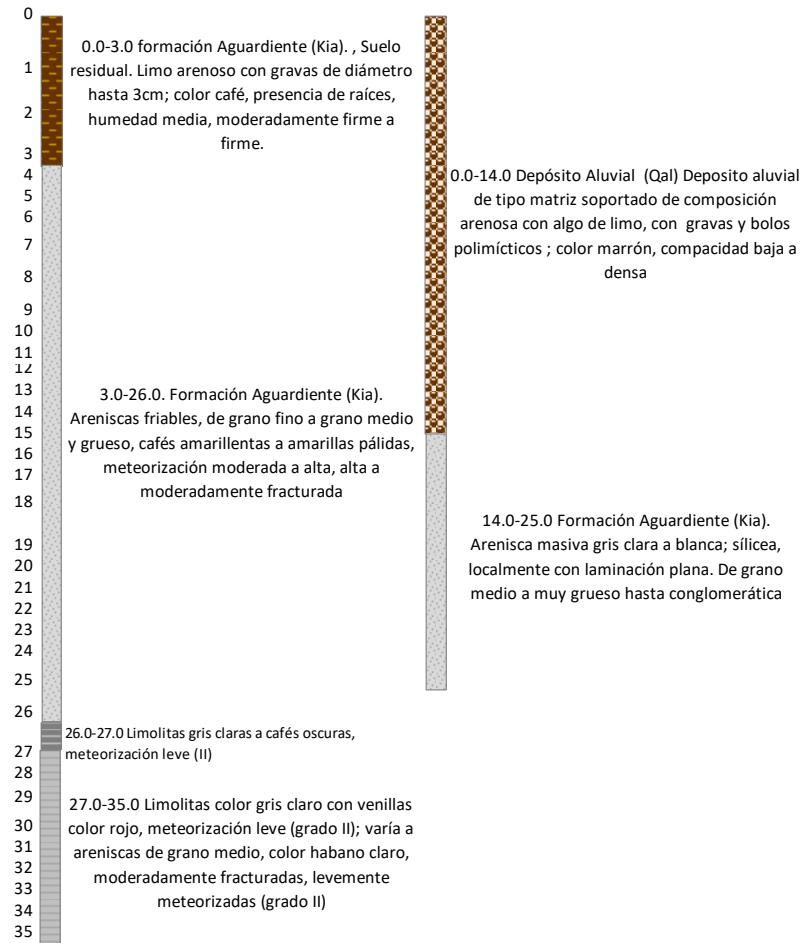 0
1
2
3
4
5
6
7
8
9
10
11
12
13
14
15
16
17
18
19
20
21
22
23
24
25
26
27
28
29
30
31
32
33
34
35
0.0-3.0 formación Aguardiente (Kia). , Suelo
residual. Limo arenoso con gravas de diámetro
hasta 3cm; color café, presencia de raíces,
humedad media, moderadamente firme a
firme.
3.0-26.0. Formación Aguardiente (Kia).
Areniscas friables, de grano fino a grano medio
y grueso, cafés amarillentas a amarillas pálidas,
meteorización moderada a alta, alta a
moderadamente fracturada
26.0-27.0 Limolitas gris claras a cafés oscuras,
meteorización leve (II)
27.0-35.0 Limolitas color gris claro con venillas
color rojo, meteorización leve (grado II); varía a
areniscas de grano medio, color habano claro,
moderadamente fracturadas, levemente
meteorizadas (grado II)
0.0-14.0 Depósito Aluvial (Qal) Deposito aluvial
de tipo matriz soportado de composición
arenosa con algo de limo, con gravas y bolos
polimícticos ; color marrón, compacidad baja a
densa
14.0-25.0 Formación Aguardiente (Kia).
Arenisca masiva gris clara a blanca; sílicea,
localmente con laminación plana. De grano
medio a muy grueso hasta conglomerática